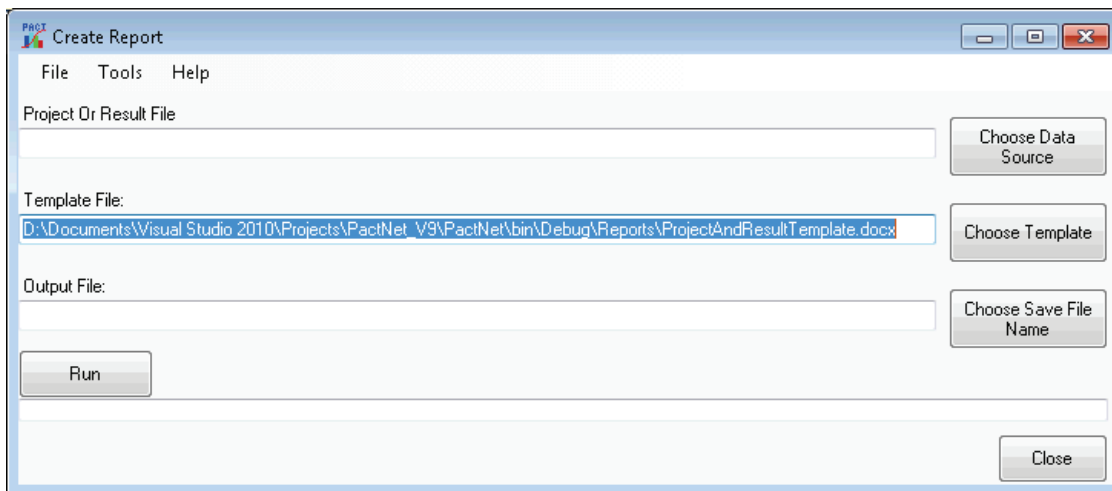 PACT
Create Report
File Tools Help
Project Or Result File
Choose Data
Source
Template File:
D:\Documents\Visual Studio 2010\Projects\PactNet_V9\PactNet\bin\Debug\Reports\ProjectAndResultTemplate.docx
Choose Template
Output File:
Choose Save File
Name
Run
Close